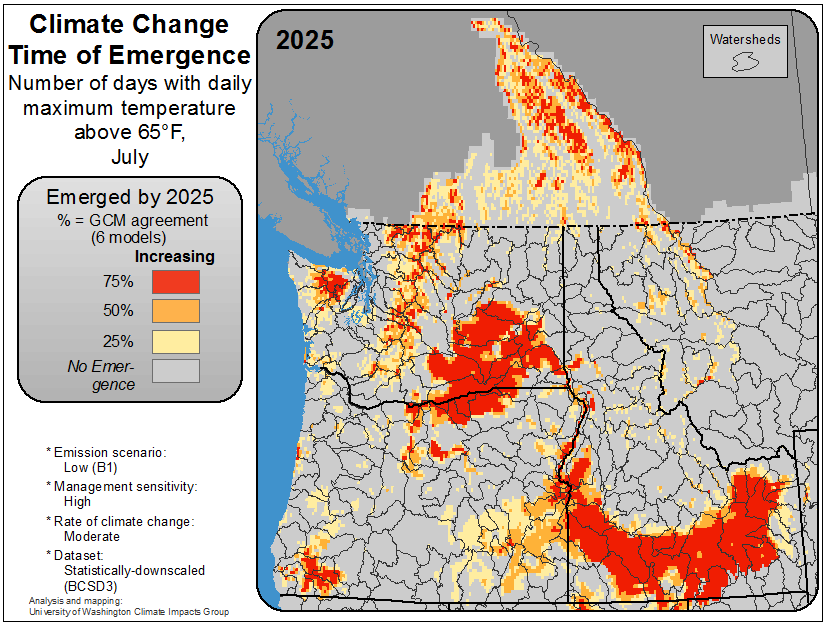 Climate Change
Time of Emergence
Number of days with daily
maximum temperature
above 65°F,
July
Emerged by 2025
% = GCM agreement
(6 models)
Increasing
75%
50%
25%
No Emer-
gence
* Emission scenario:
Low (B1)
* Management sensitivity:
High
* Rate of climate change:
Moderate
* Dataset:
Statistically-downscaled
(BCSD3)
Analysis and mapping:
University of Washington Climate Impacts Group
2025
Watersheds